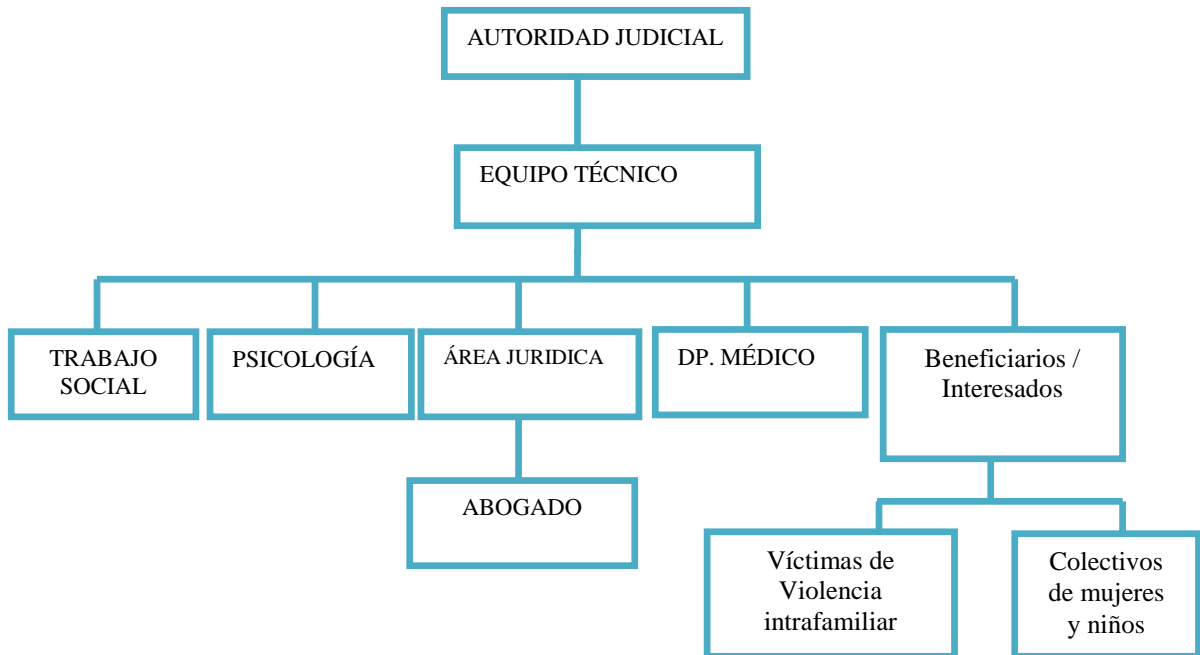 AUTORIDAD JUDICIAL
EQUIPO TÉCNICO
TRABAJO
SOCIAL
PSICOLOGÍA
ÁREA JURIDICA
DP. MÉDICO
Beneficiarios /
Interesados
ABOGADO
Víctimas de
Violencia
intrafamiliar
Colectivos
de mujeres
y niños